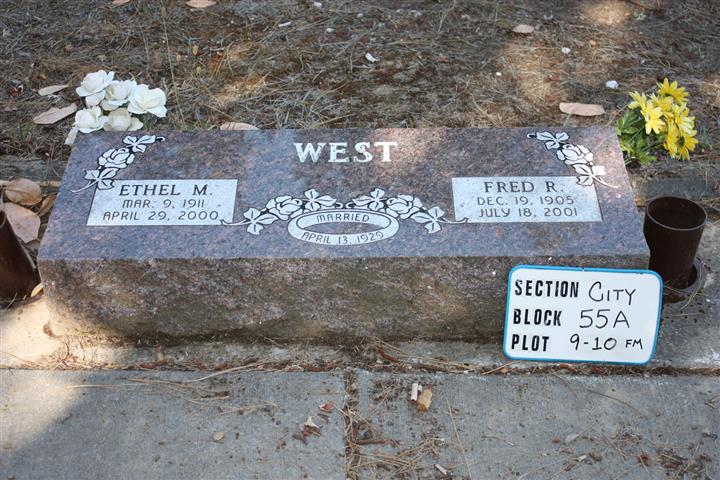 WEST
ETHEL M.
MAR. 9, 1911
APRIL 29, 2000
MARRIED
APRIL 13, 1929
FRED R.
DEC. 19, 1905
JULY 18, 2001
SECTION CITY
BLOCK 55A
PLOT 9-10 FM